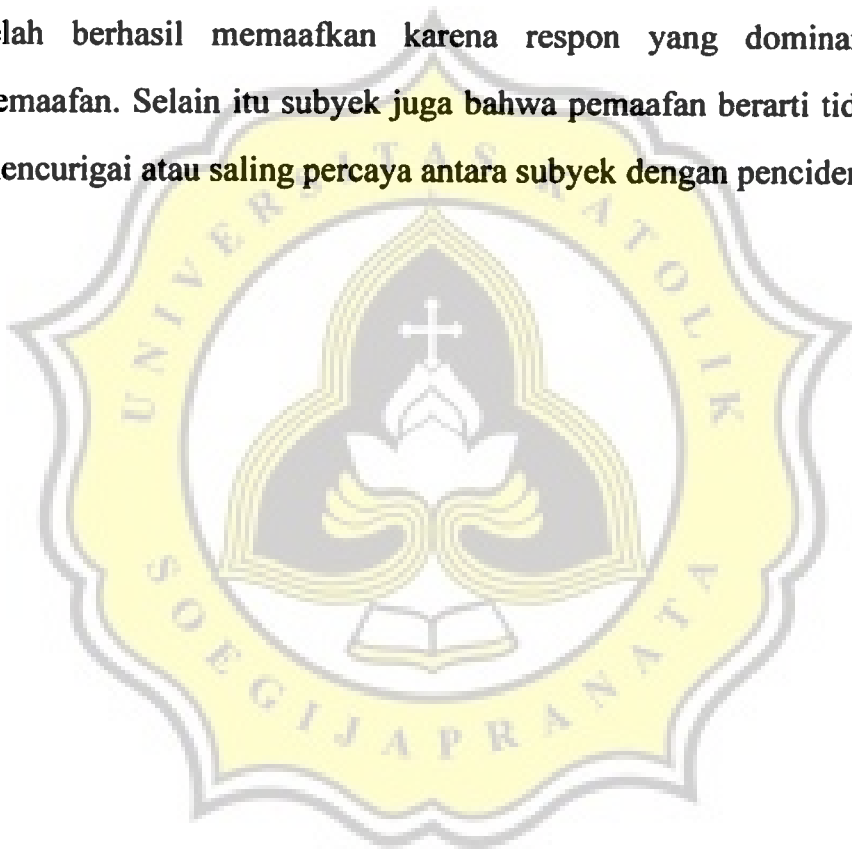 elah berhasil memaafkan karena respon yang domina
emaafan. Selain itu subyek juga bahwa pemaafan berarti tid
encurigai atau saling percaya antara subyek dengan pencider
UNIVERSITAS KATOLIK
SOEGIJAPRANATA